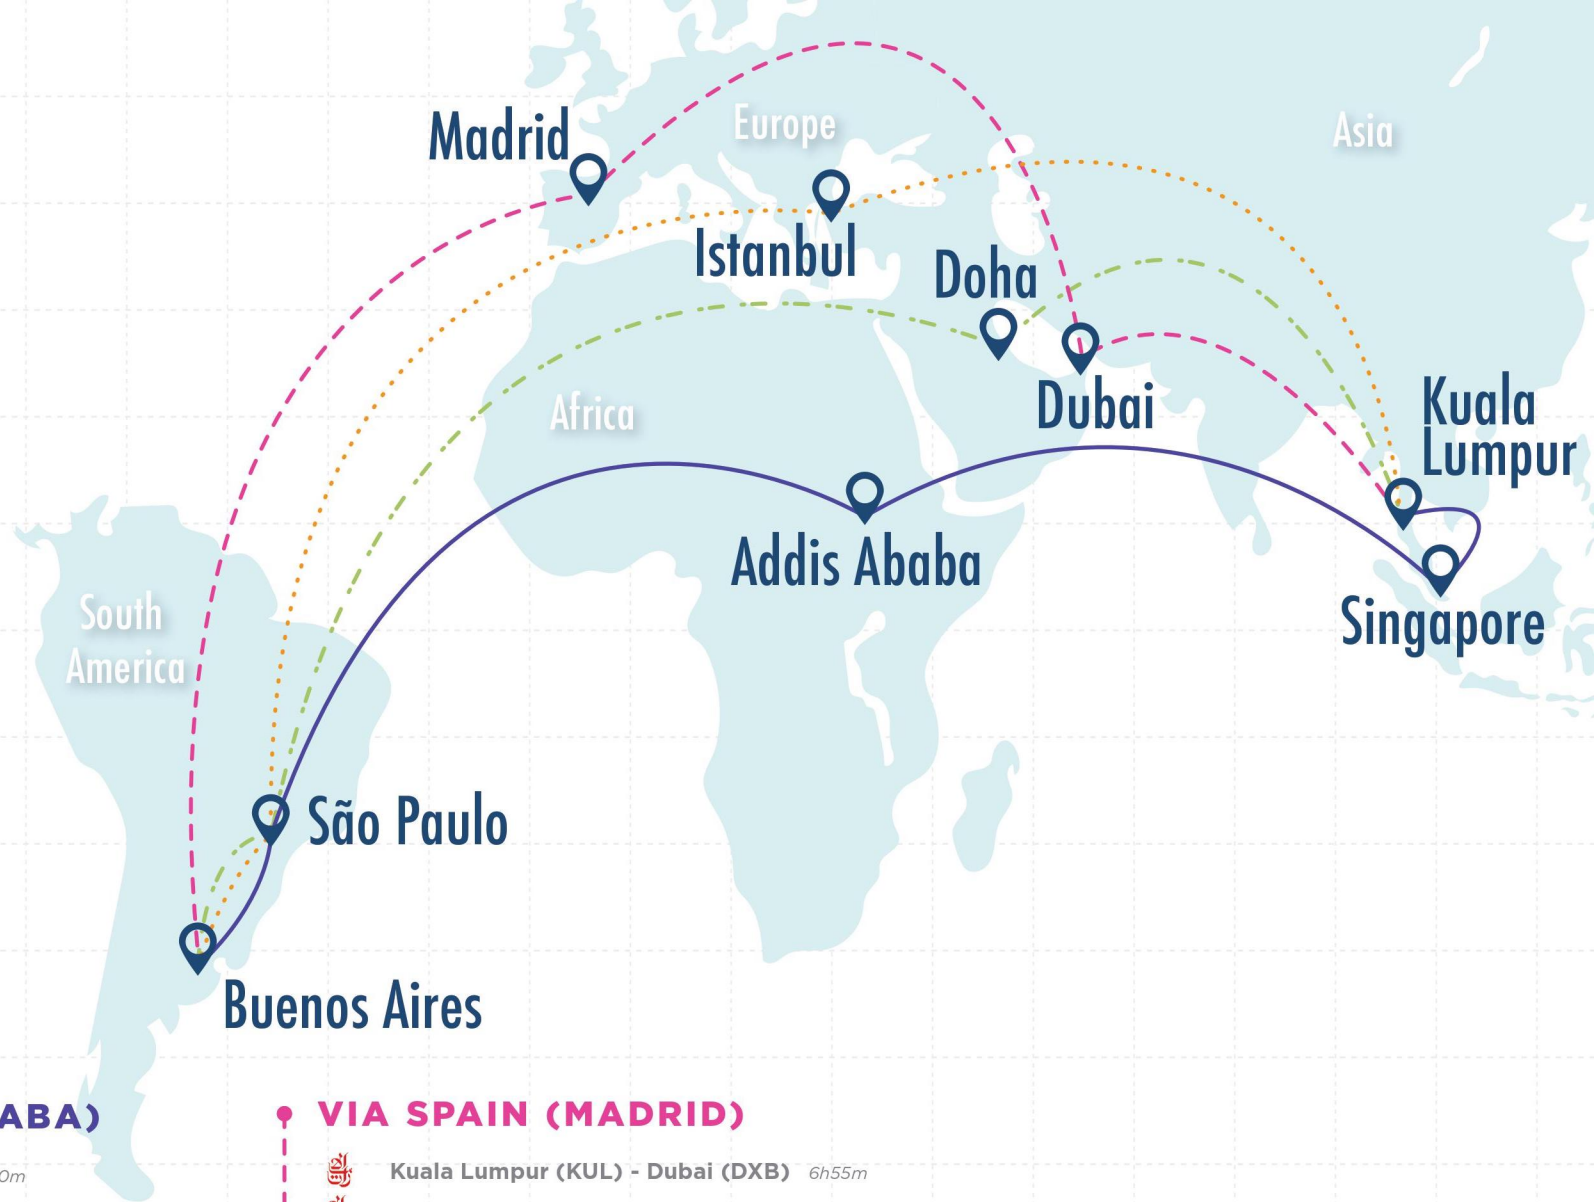 Madrid
Europe
Asia
Istanbul
Doha
Dubai
Kuala
Lumpur
Africa
Addis Ababa
Singapore
South
America
São Paulo
Buenos Aires
ABA)
0m
VIA SPAIN (MADRID)
Kuala Lumpur (KUL) - Dubai (DXB) 6h55m